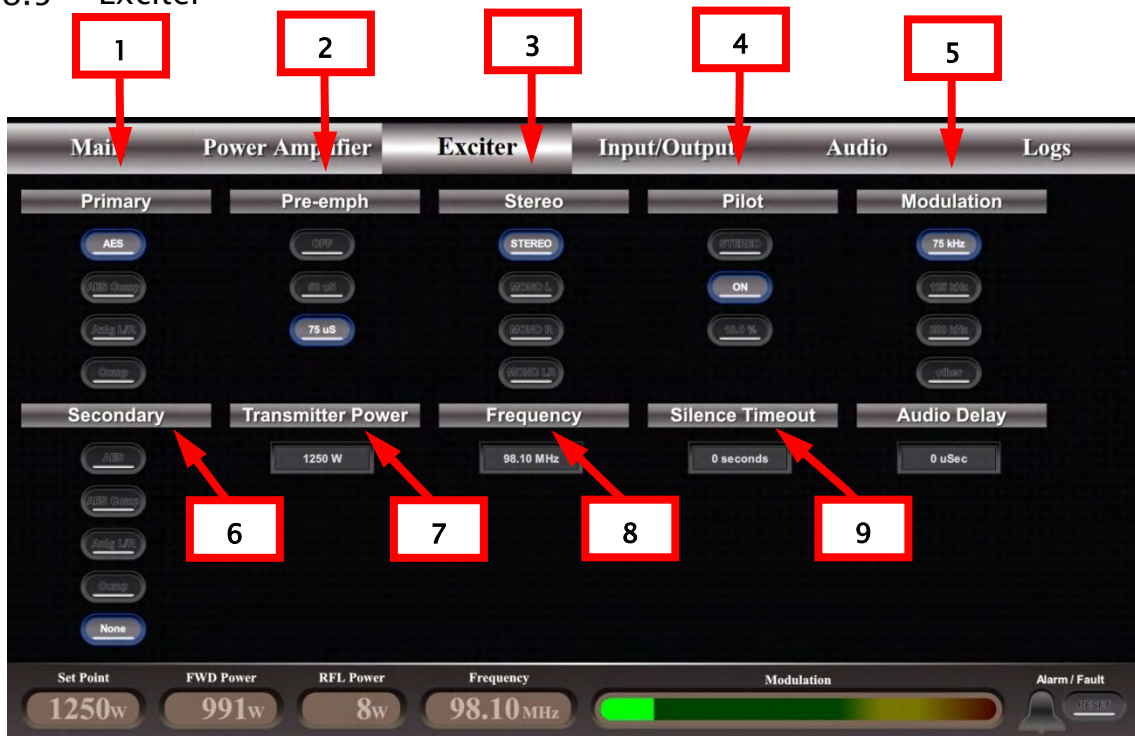 8.5 Exciter
1 2 3 4 5
Main Power Amplifier Exciter Input/Output Audio Logs
Primary Pre-emph Stereo Pilot Modulation
AES OFF STEREO STEREO 75 kHz
AES Comp 50 uS MONO L ON
Anlg L/R 75 uS MONO R 10.0 % 200 kHz
Comp MONO LR other
Secondary Transmitter Power Frequency Silence Timeout Audio Delay
AES 1250 W 98.10 MHz 0 seconds 0 uSec
AES Comp
Anlg L/R 6 7 8 9
Comp
None
Set Point FWD Power RFL Power Frequency Modulation Alarm / Fault
1250W 991W 8W 98.10 MHz RESET